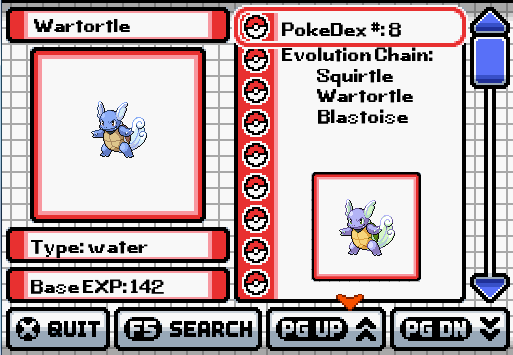 Wartortle
Type: water
Base EXP: 142
PokeDex #: 8
Evolution Chain:
Squirtle
Wartortle
Blastoise
X QUIT
F5 SEARCH
PG UP
PG DN